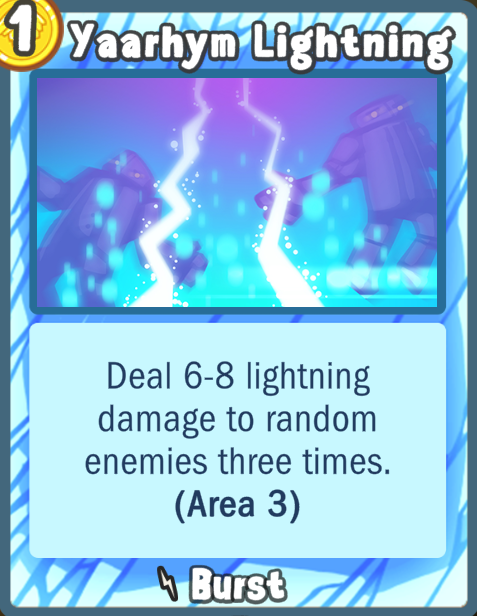 1
Yaarhym Lightning
Deal 6-8 lightning
damage to random
enemies three times.
(Area 3)
Burst